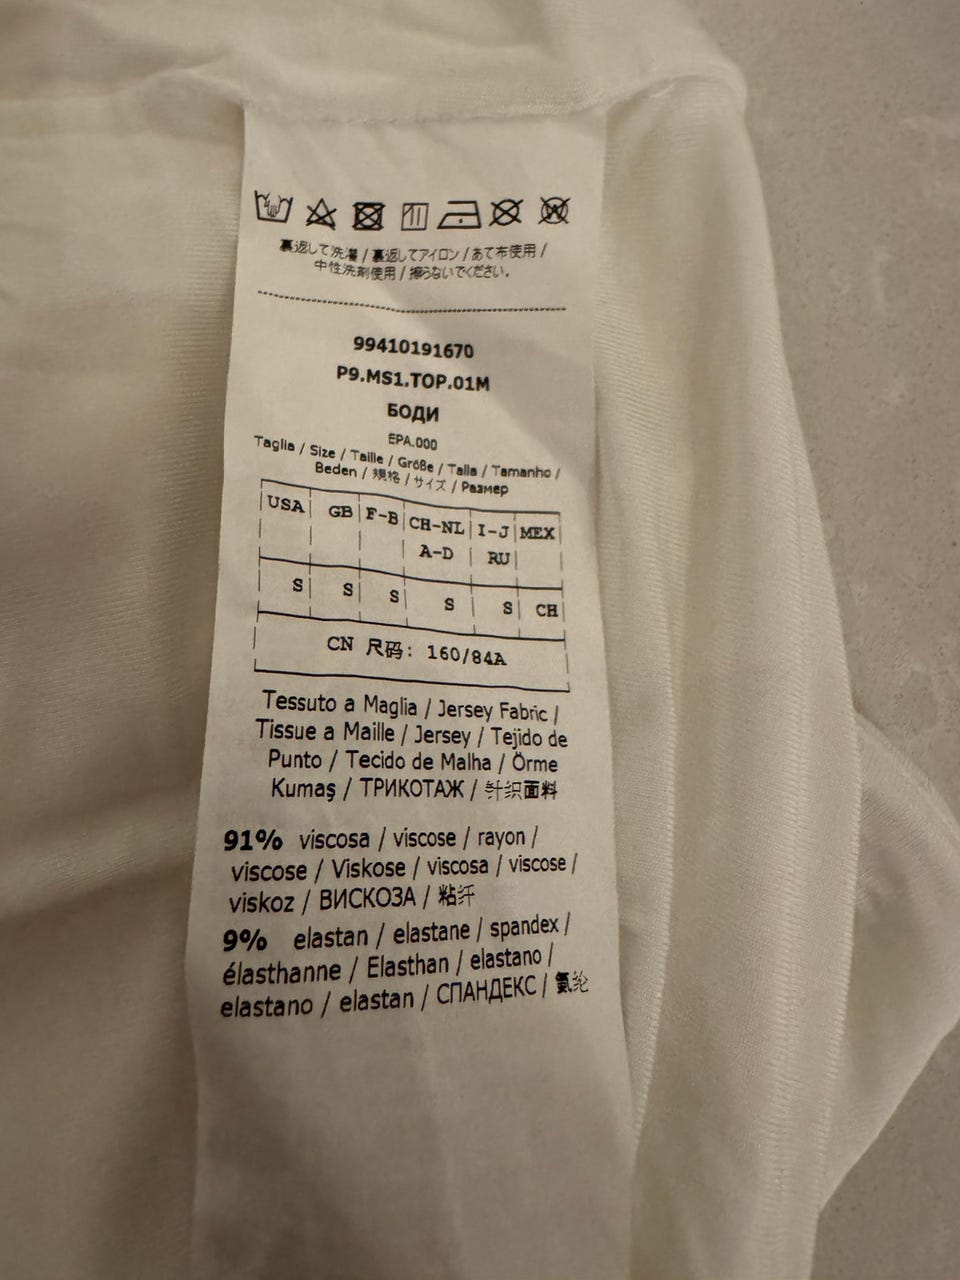 裏返して洗濯 / 裏返してアイロン / あて布使用 /
中性洗剤使用 / 擦らないでください。
99410191670
P9.MS1.TOP.01M
БОДИ
EPA.000
Taglia / Size / Taille / Größe / Talla / Tamanho /
Beden / 規格 / サイズ / Размер
USA GB F-B CH-NL I-J MEX
A-D RU
S S S S S CH
CN 尺码: 160/84A
Tessuto a Maglia / Jersey Fabric /
Tissue a Maille / Jersey / Tejido de
Punto / Tecido de Malha / Örme
Kumaş / ТРИКОТАЖ / 针织面料
91% viscosa / viscose / rayon /
viscose / Viskose / viscosa / viscose /
viskoz / ВИСКОЗА / 粘纤
9% elastan / elastane / spandex /
élasthanne / Elasthan / elastano /
elastano / elastan / СПАНДЕКС / 氨纶